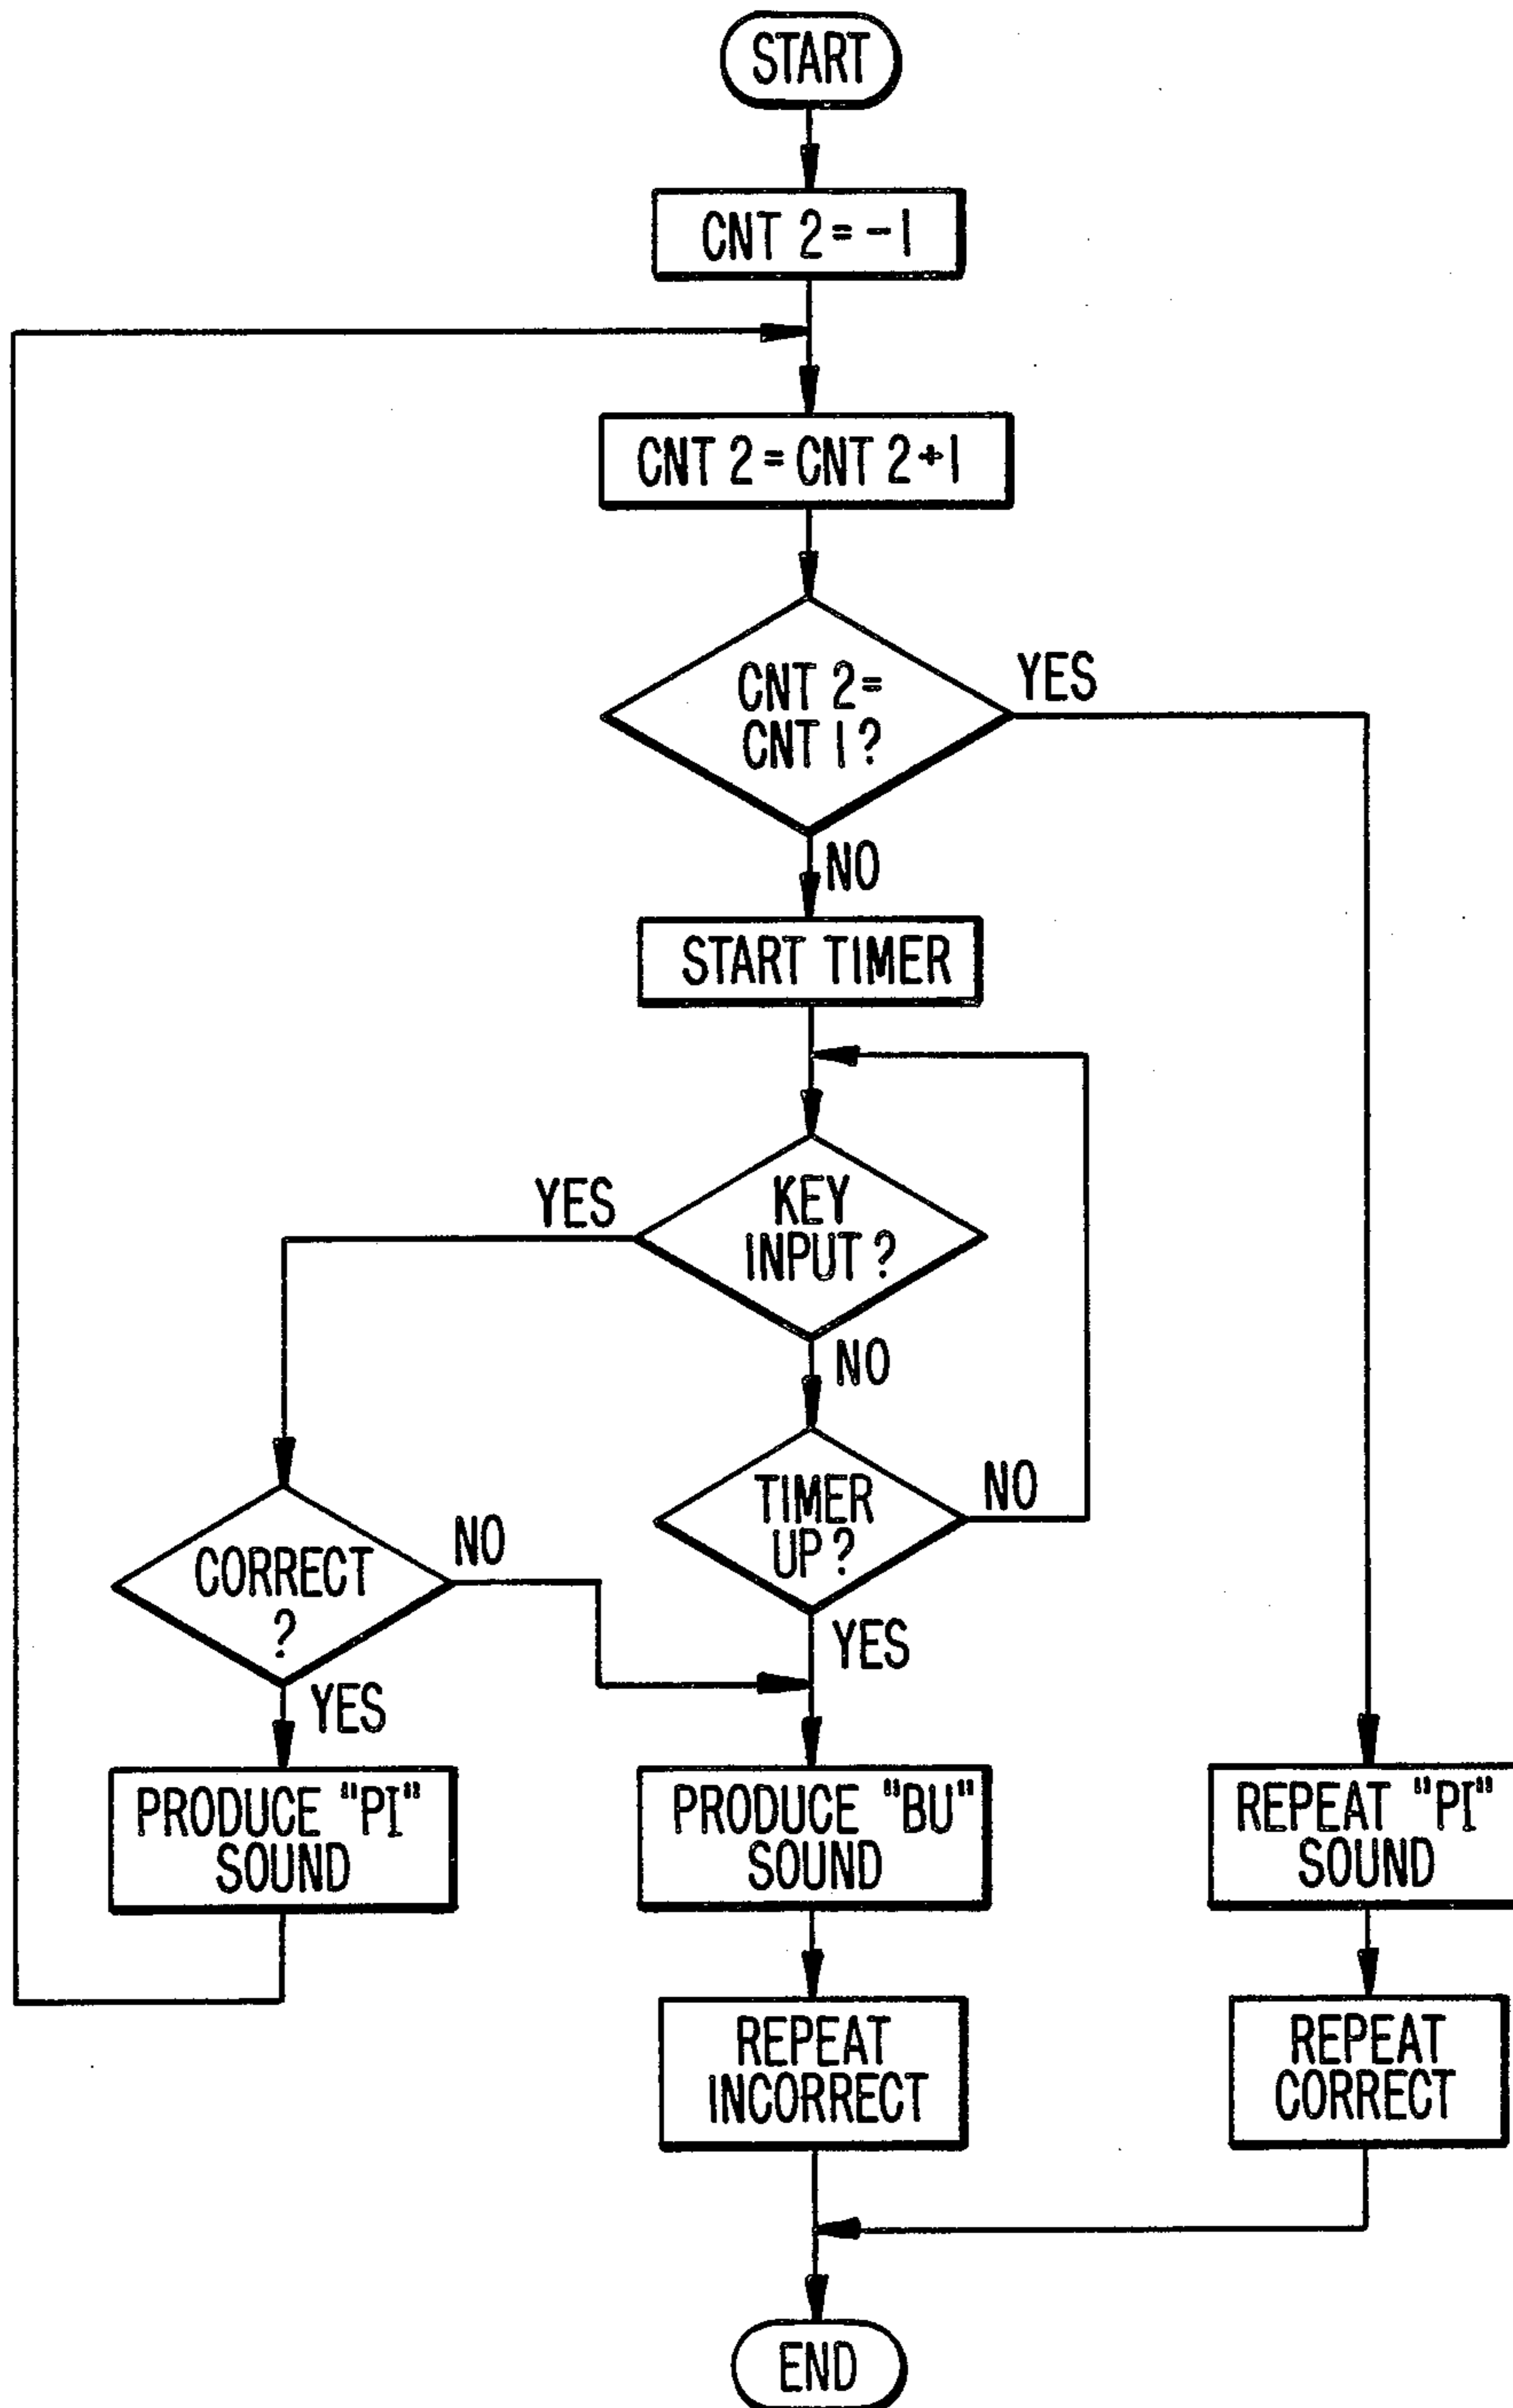 START
CNT 2 = -1
CNT 2 = CNT 2+1
CNT 2 =
CNT 1 ?
YES
NO
START TIMER
KEY
INPUT ?
YES
NO
TIMER
UP ?
NO
YES
CORRECT
?
NO
YES
PRODUCE "PI"
SOUND
PRODUCE "BU"
SOUND
REPEAT "PI"
SOUND
REPEAT
INCORRECT
REPEAT
CORRECT
END